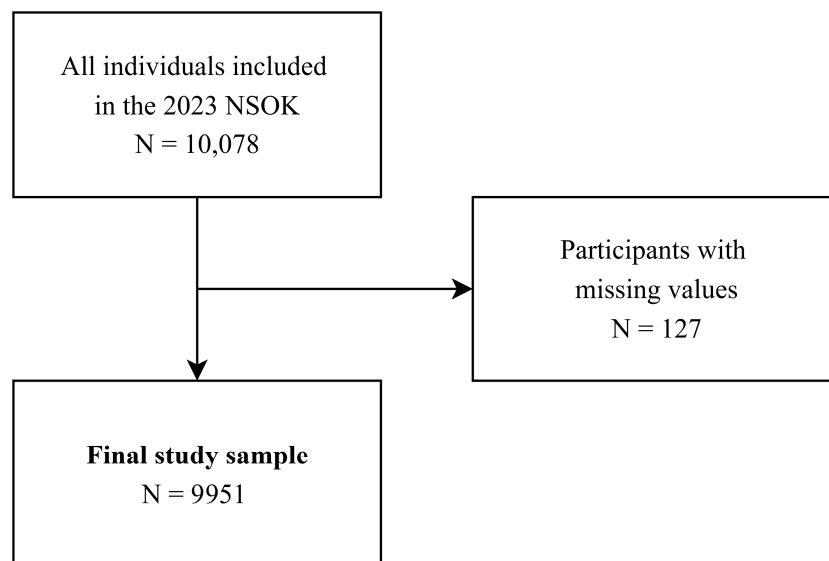 All individuals included
in the 2023 NSOK
N = 10,078
Participants with
missing values
N = 127
Final study sample
N = 9951